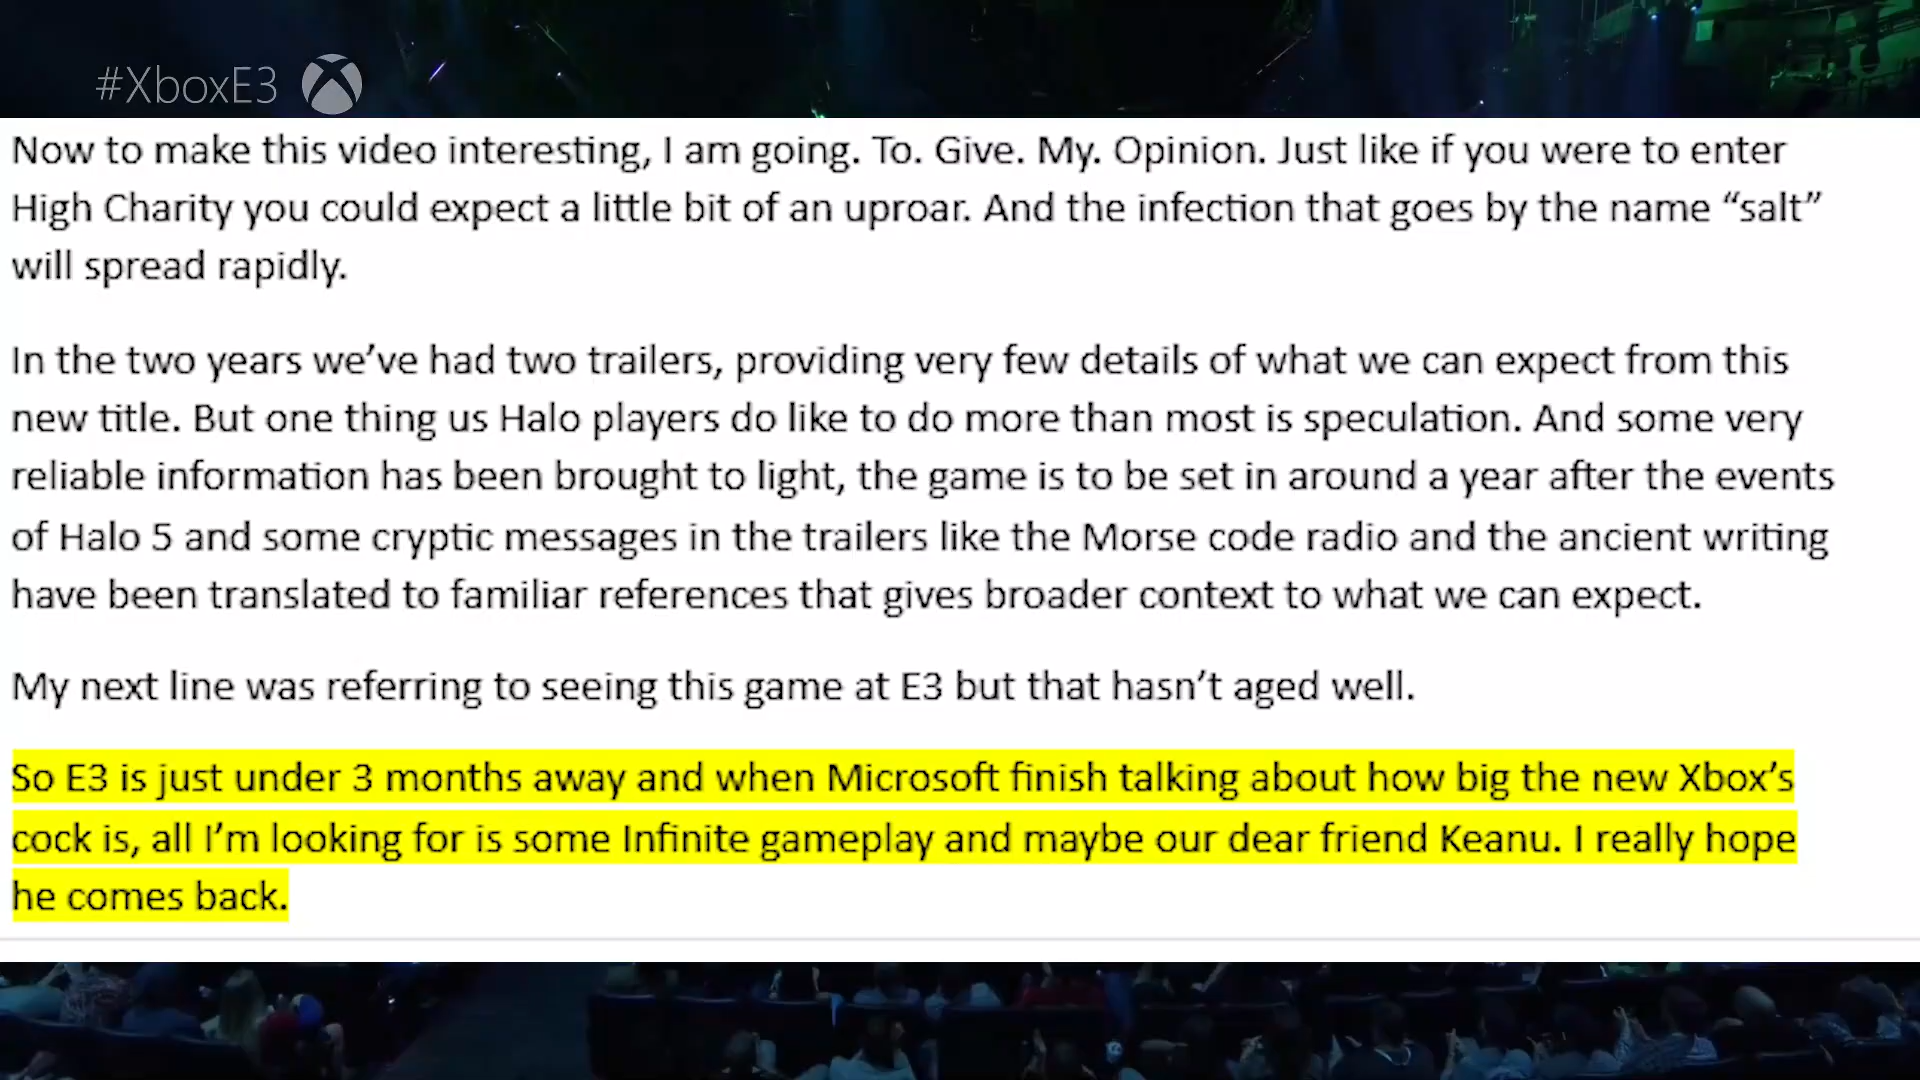 #XboxE3
Now to make this video interesting, I am going. To. Give. My. Opinion. Just like if you were to enter
High Charity you could expect a little bit of an uproar. And the infection that goes by the name “salt”
will spread rapidly.
In the two years we’ve had two trailers, providing very few details of what we can expect from this
new title. But one thing us Halo players do like to do more than most is speculation. And some very
reliable information has been brought to light, the game is to be set in around a year after the events
of Halo 5 and some cryptic messages in the trailers like the Morse code radio and the ancient writing
have been translated to familiar references that gives broader context to what we can expect.
My next line was referring to seeing this game at E3 but that hasn’t aged well.
So E3 is just under 3 months away and when Microsoft finish talking about how big the new Xbox’s
cock is, all I’m looking for is some Infinite gameplay and maybe our dear friend Keanu. I really hope
he comes back.